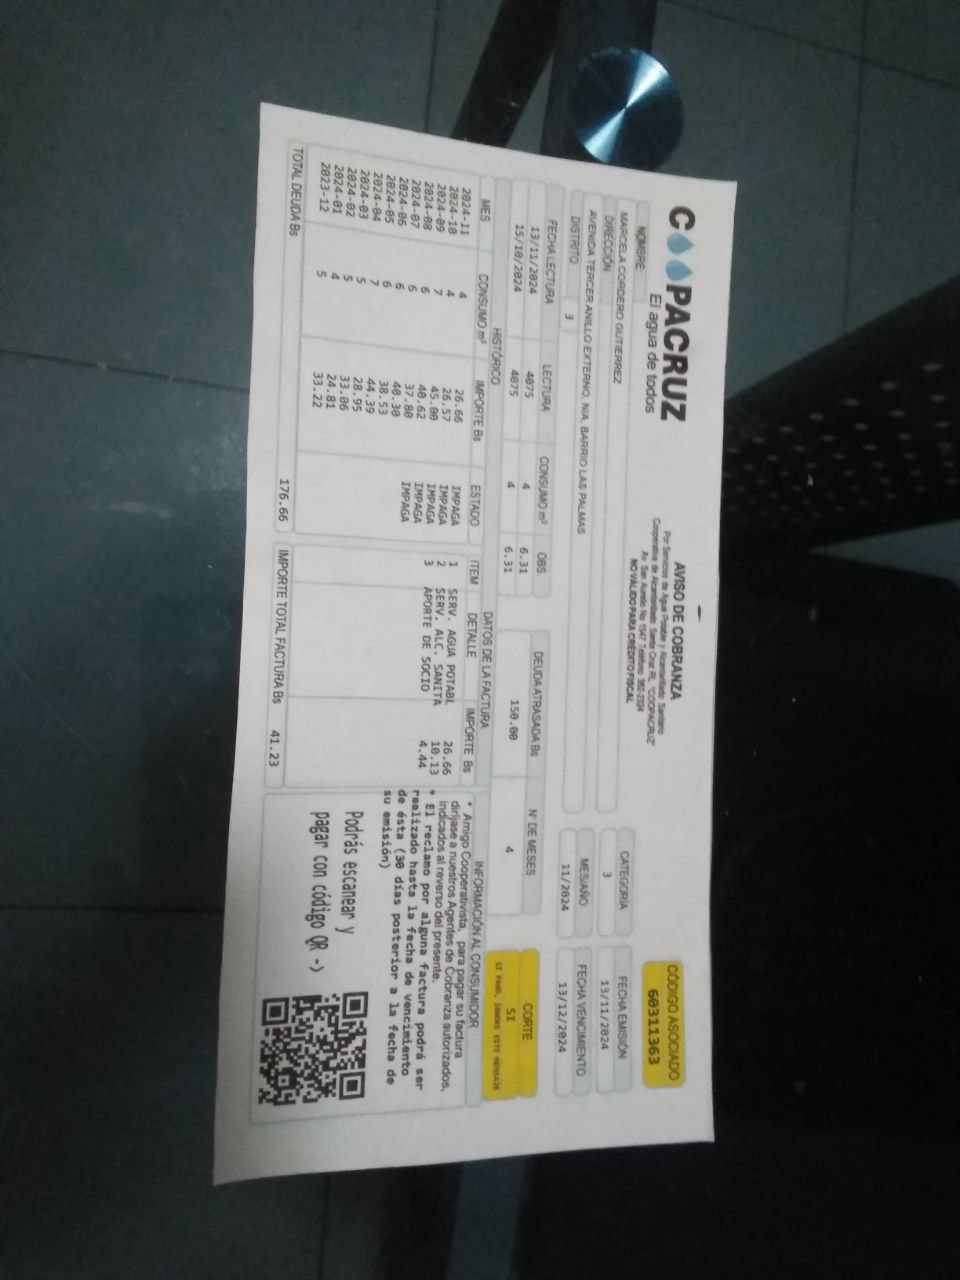 COOPACRUZ
El agua de todos
AVISO DE COBRANZA
Por Servicios de Agua Potable y Alcantarillado Sanitario
Cooperativa de Alcantarillado Santa Cruz RL. "COOPACRUZ"
Av. San Aurelio No 1547 Teléfono: 362-2324
NO VALIDO PARA CRÉDITO FISCAL
CÓDIGO ASOCIADO
60311363
NOMBRE
MARCELA CORDERO GUTIERREZ
DIRECCIÓN
AVENIDA TERCER ANILLO EXTERNO, N/A, BARRIO LAS PALMAS
DISTRITO 3
CATEGORÍA
3
FECHA EMISIÓN
13/11/2024
MES/AÑO
11/2024
FECHA VENCIMIENTO
13/12/2024
FECHA LECTURA LECTURA CONSUMO m³ OBS.
13/11/2024 4075 4 6.31
15/10/2024 4075 4 6.31
DEUDA ATRASADA Bs N° DE MESES
150.00 4
CORTE
SI
SI PAGO, IGNORE ESTE MENSAJE
HISTÓRICO
MES CONSUMO m³ IMPORTE Bs ESTADO
2024-11 4 26.66 IMPAGA
2024-10 4 26.57 IMPAGA
2024-09 7 45.00 IMPAGA
2024-08 6 40.62 IMPAGA
2024-07 6 37.80 IMPAGA
2024-06 6 40.30
2024-05 6 38.53
2024-04 7 44.39
2024-03 5 28.95
2024-02 5 33.06
2024-01 4 24.81
2023-12 5 33.22
TOTAL DEUDA Bs 176.66
DATOS DE LA FACTURA
ITEM DETALLE IMPORTE Bs
1 SERV. AGUA POTABL 26.66
2 SERV. ALC. SANITA 10.13
3 APORTE DE SOCIO 4.44
IMPORTE TOTAL FACTURA Bs 41.23
INFORMACIÓN AL CONSUMIDOR
* Amigo Cooperativista, para pagar su factura
diríjase a nuestros Agentes de Cobranza autorizados,
indicados al reverso del presente.
* El reclamo por alguna factura podrá ser
realizado hasta la fecha de vencimiento
de ésta (30 días posterior a la fecha de
su emisión)
Podrás escanear y
pagar con código QR -)